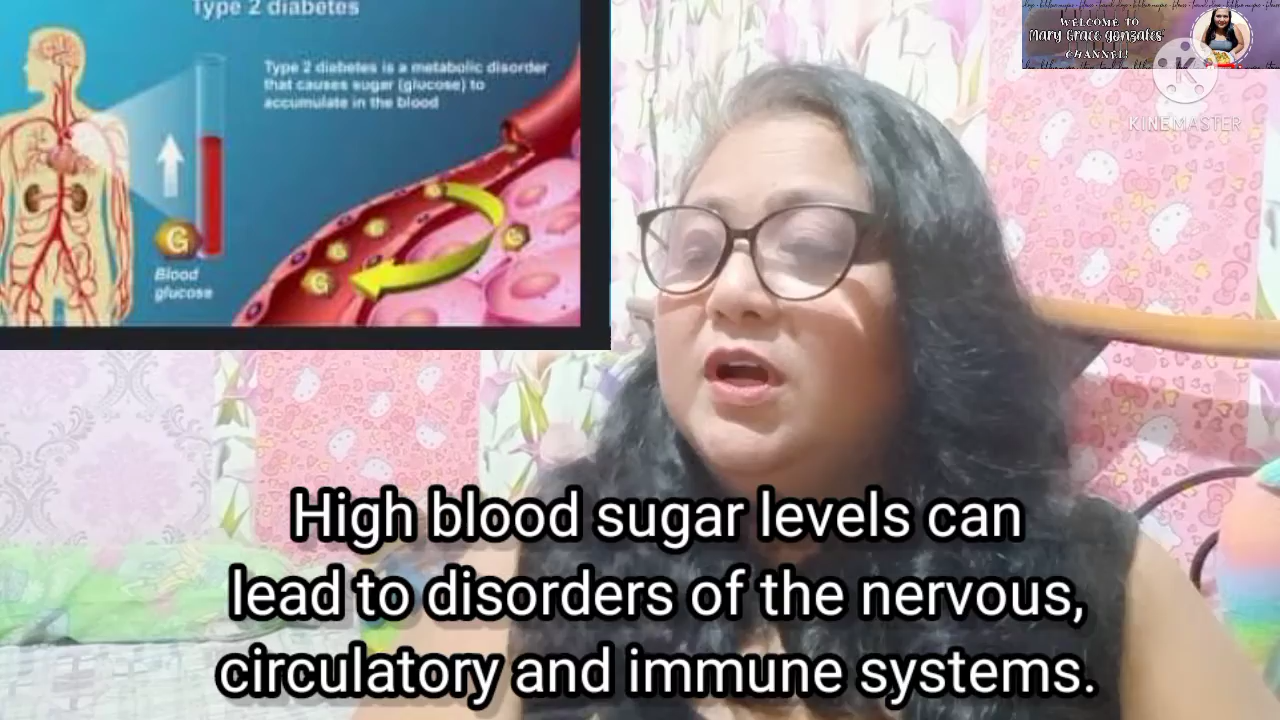 Type 2 diabetes
Type 2 diabetes is a metabolic disorder
that causes sugar (glucose) to
accumulate in the blood
G
Blood
glucose
G
G
WELCOME TO
Mary Grace gonzales'
CHANNEL!
K
KINEMASTER
High blood sugar levels can
lead to disorders of the nervous,
circulatory and immune systems.